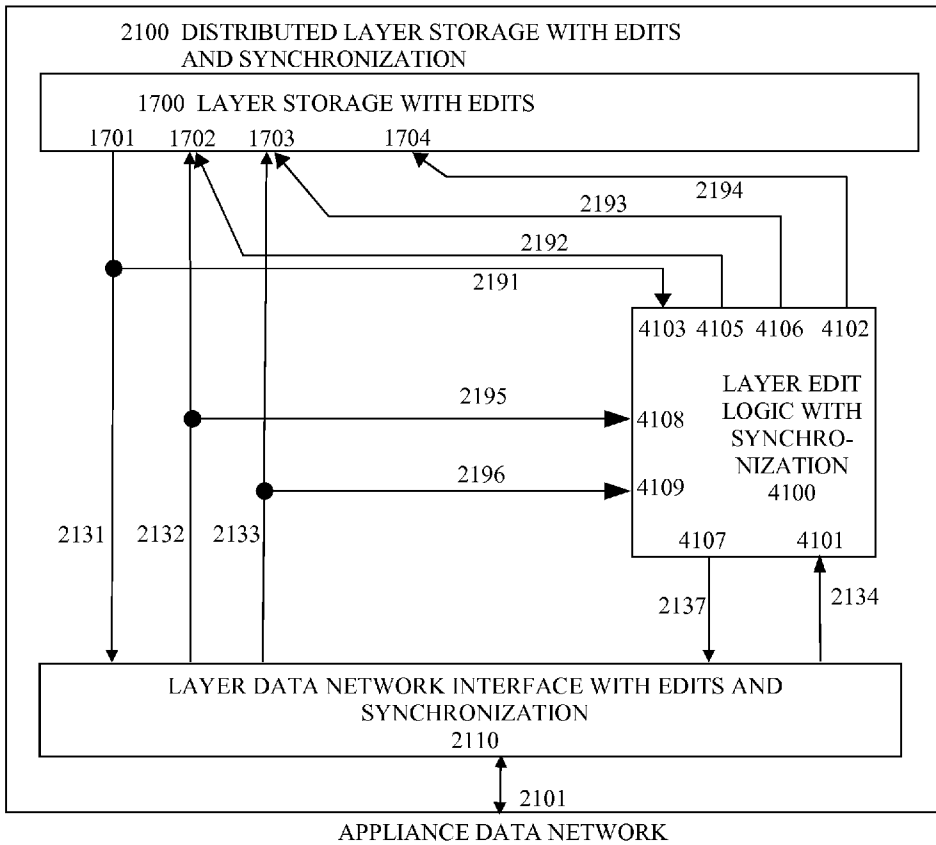 2100 DISTRIBUTED LAYER STORAGE WITH EDITS
AND SYNCHRONIZATION
1700 LAYER STORAGE WITH EDITS
1701 1702 1703 1704
2194
2193
2192
2191
4103 4105 4106 4102
LAYER EDIT
LOGIC WITH
SYNCHRO-
NIZATION
4100
2195
4108
2196
4109
2131 2132 2133
4107 4101
2137 2134
LAYER DATA NETWORK INTERFACE WITH EDITS AND
SYNCHRONIZATION
2110
2101
APPLIANCE DATA NETWORK